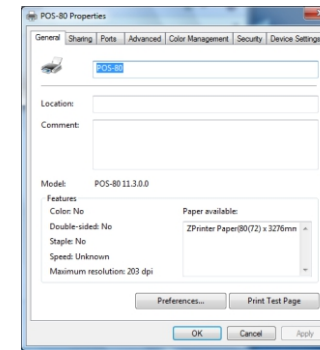 POS-80 Properties
General Sharing Ports Advanced Color Management Security Device Settings
POS-80
Location:
Comment:
Model: POS-80 11.3.0.0
Features
Color: No
Paper available:
Double-sided: No
ZPrinter Paper(80(72) x 3276mm
Staple: No
Speed: Unknown
Maximum resolution: 203 dpi
Preferences... Print Test Page
OK Cancel Apply